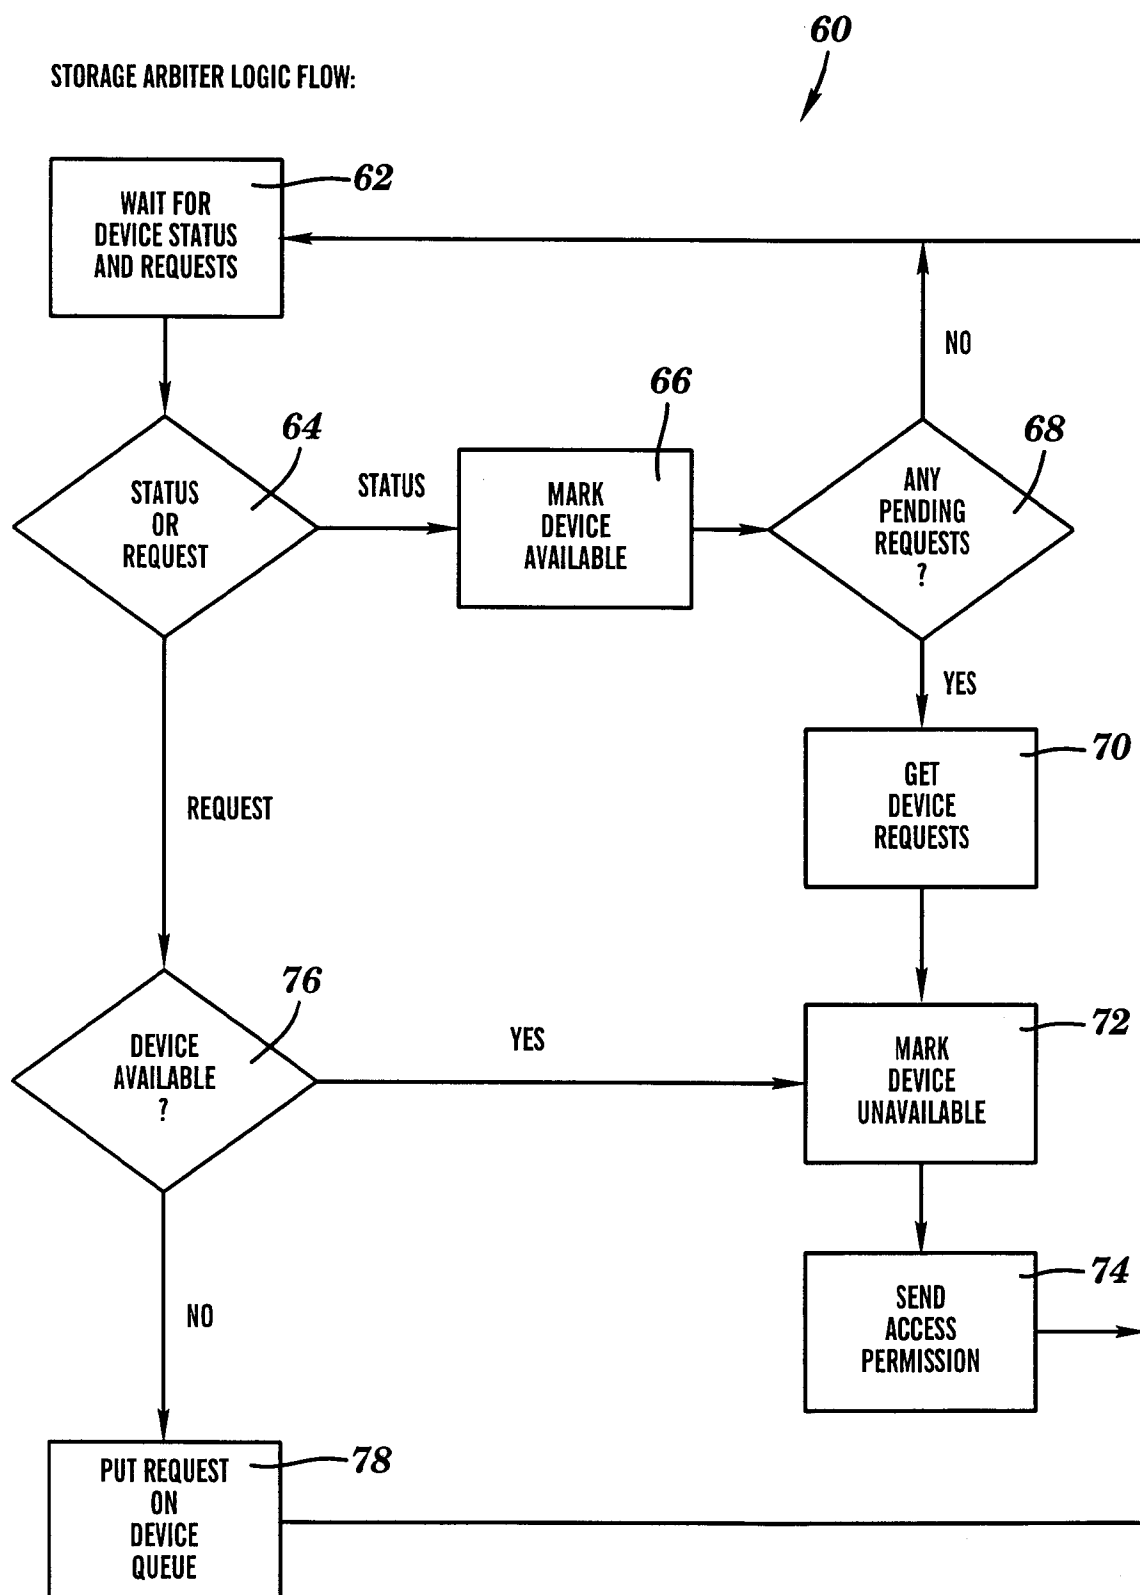 60
STORAGE ARBITER LOGIC FLOW:
62
WAIT FOR
DEVICE STATUS
AND REQUESTS
NO
66
64
68
STATUS
OR
REQUEST
STATUS
MARK
DEVICE
AVAILABLE
ANY
PENDING
REQUESTS
?
YES
70
GET
DEVICE
REQUESTS
REQUEST
76
DEVICE
AVAILABLE
?
YES
72
MARK
DEVICE
UNAVAILABLE
74
SEND
ACCESS
PERMISSION
NO
78
PUT REQUEST
ON
DEVICE
QUEUE